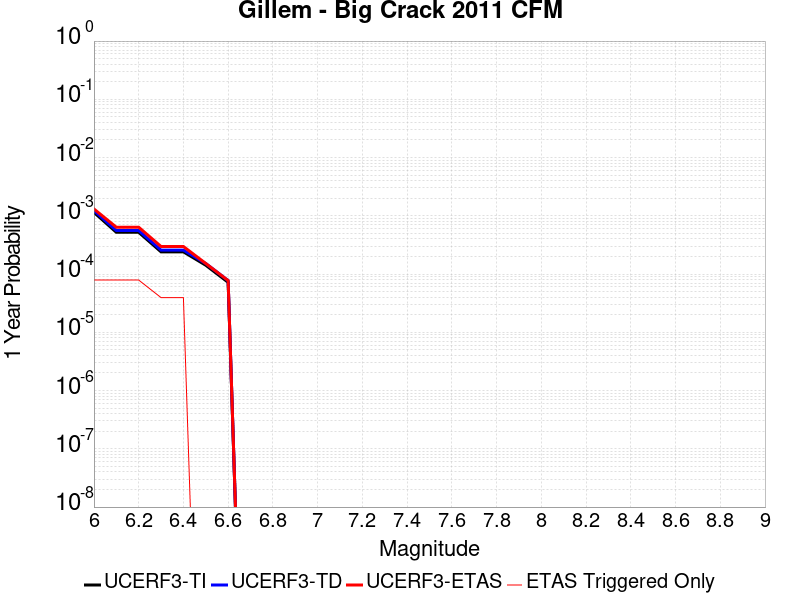 Gillem - Big Crack 2011 CFM
10^0
10^-1
10^-2
10^-3
10^-4
10^-5
10^-6
10^-7
10^-8
1 Year Probability
6 6.2 6.4 6.6 6.8 7 7.2 7.4 7.6 7.8 8 8.2 8.4 8.6 8.8 9
Magnitude
UCERF3-TI UCERF3-TD UCERF3-ETAS ETAS Triggered Only